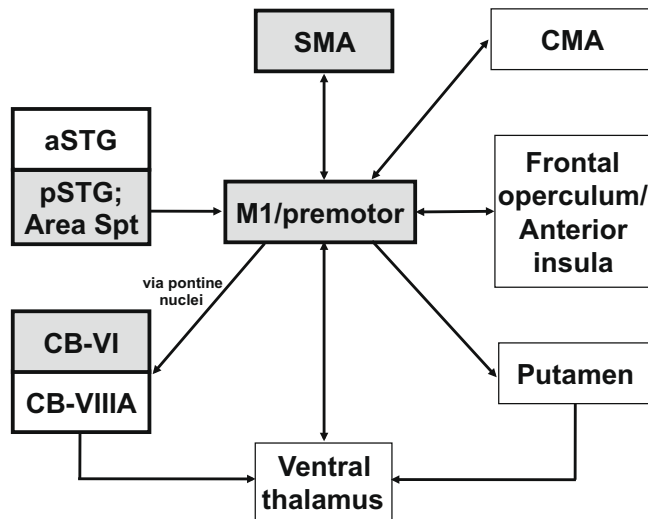 SMA
CMA
aSTG
pSTG;
Area Spt
M1/premotor
Frontal
operculum/
Anterior
insula
via pontine
nuclei
CB-VI
CB-VIIIA
Putamen
Ventral
thalamus